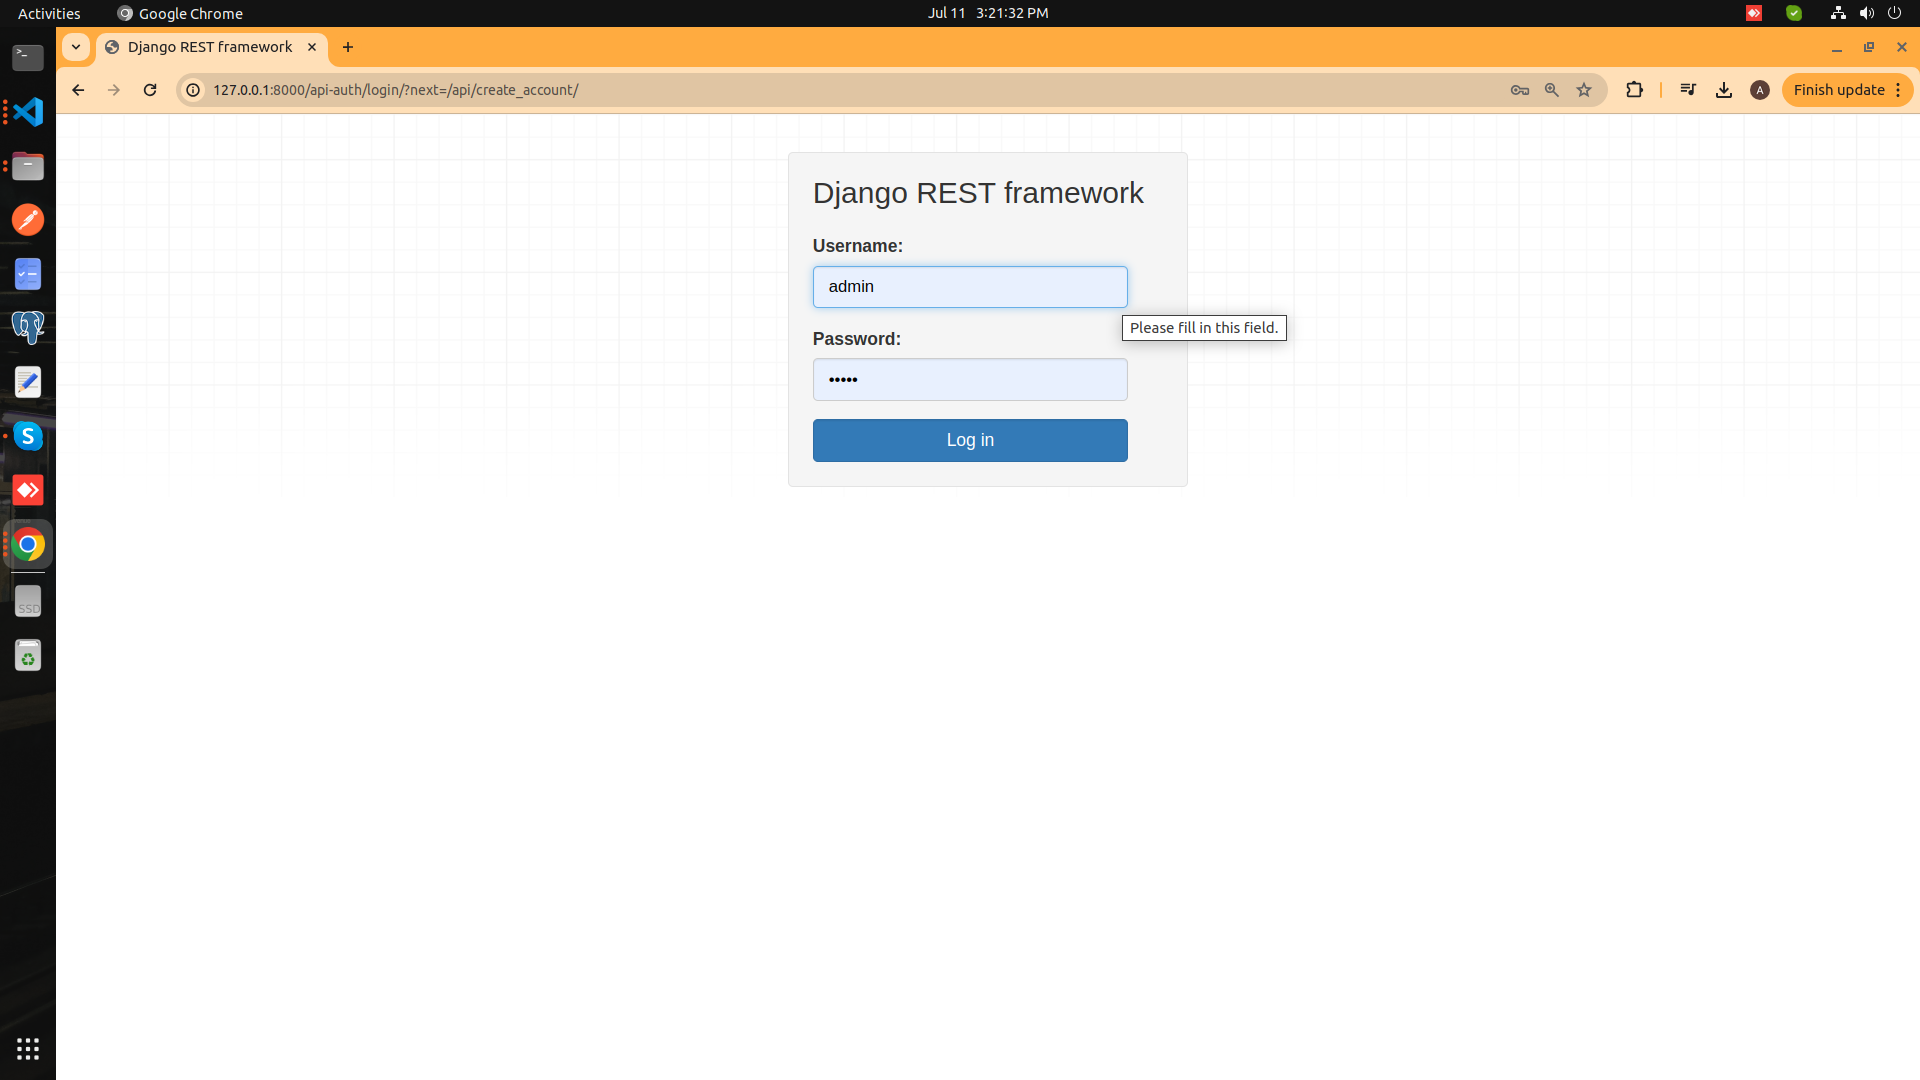 Activities
Google Chrome
Jul 11 3:21:32 PM
Django REST framework
127.0.0.1:8000/api-auth/login/?next=/api/create_account/
A
Finish update
Django REST framework
Username:
admin
Please fill in this field.
Password:
•••••
Log in
S
SSD